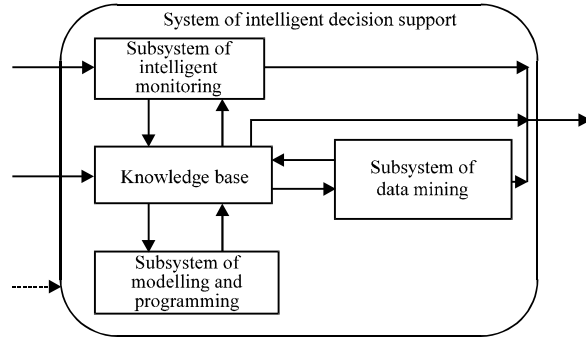 System of intelligent decision support
Subsystem of
intelligent
monitoring
Knowledge base
Subsystem of
data mining
Subsystem of
modelling and
programming